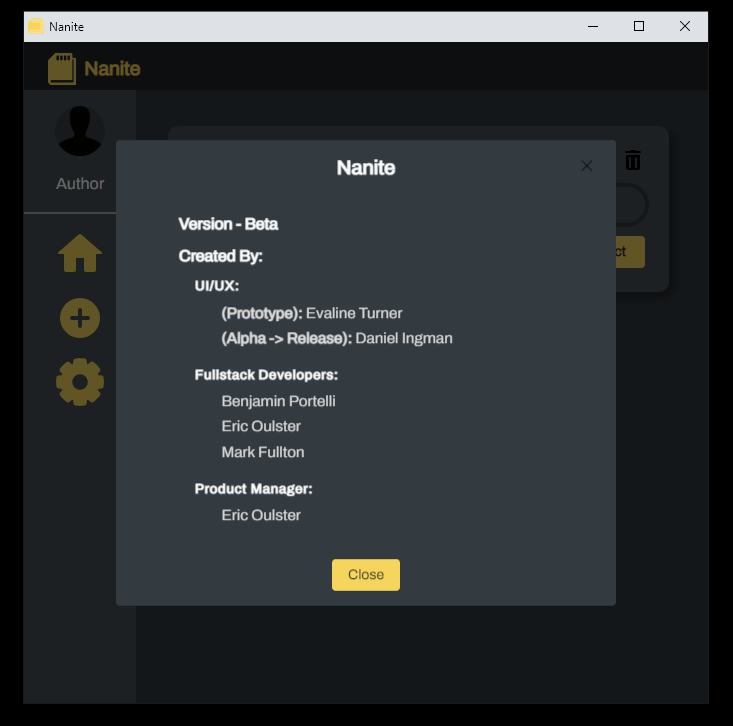 Nanite
Nanite
Author
Nanite
Version - Beta
Created By:
UI/UX:
(Prototype): Evaline Turner
(Alpha -> Release): Daniel Ingman
Fullstack Developers:
Benjamin Portelli
Eric Oulster
Mark Fullton
Product Manager:
Eric Oulster
Close